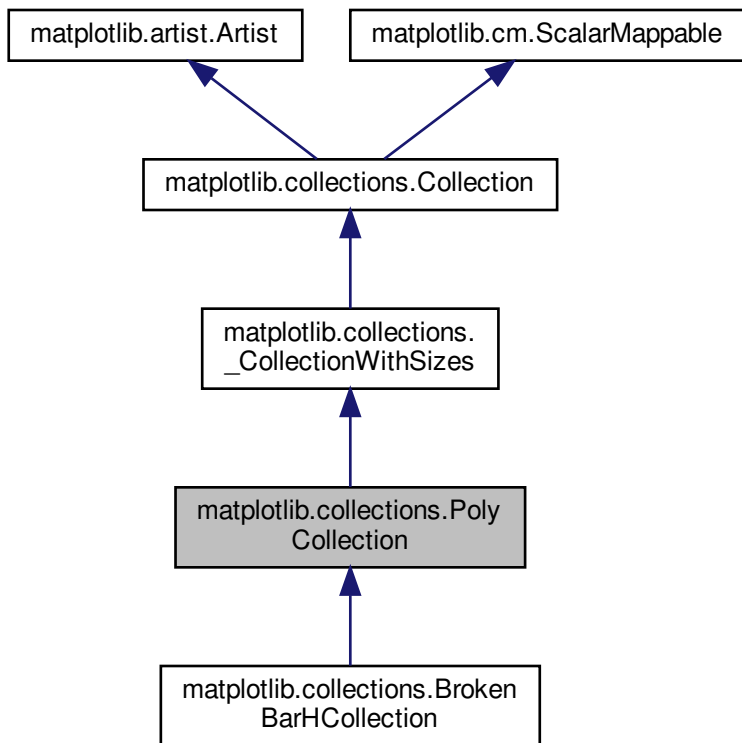 matplotlib.artist.Artist
matplotlib.cm.ScalarMappable
matplotlib.collections.Collection
matplotlib.collections.
_CollectionWithSizes
matplotlib.collections.Poly
Collection
matplotlib.collections.Broken
BarHCollection